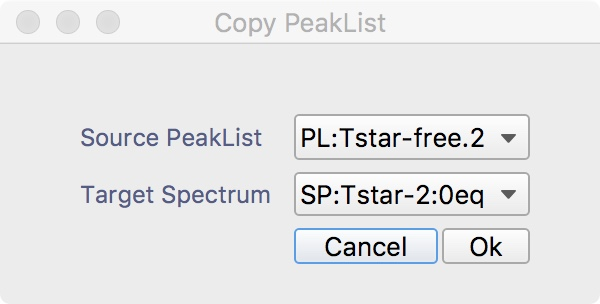 Copy PeakList
Source PeakList PL:Tstar-free.2
Target Spectrum SP:Tstar-2:0eq
Cancel Ok